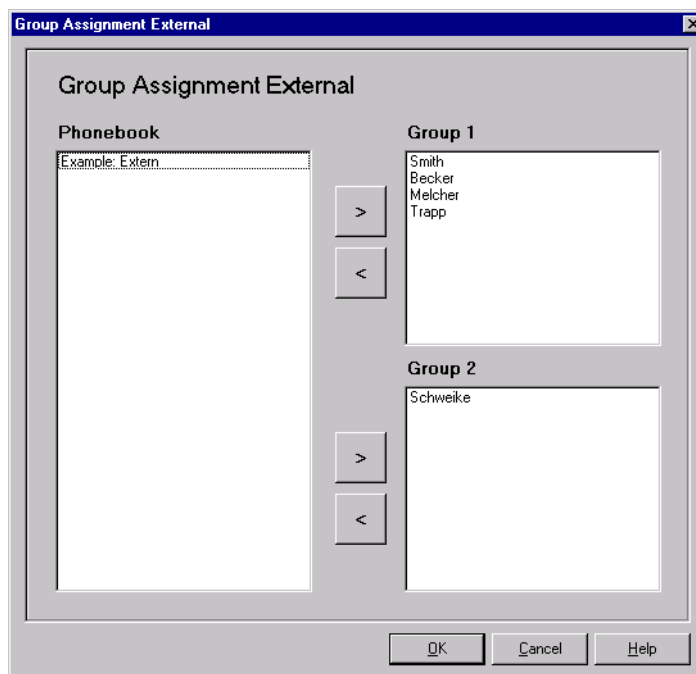 Group Assignment External
Group Assignment External
Phonebook
Example: Extern
>
<
>
<
Group 1
Smith
Becker
Melcher
Trapp
Group 2
Schweike
OK
Cancel
Help